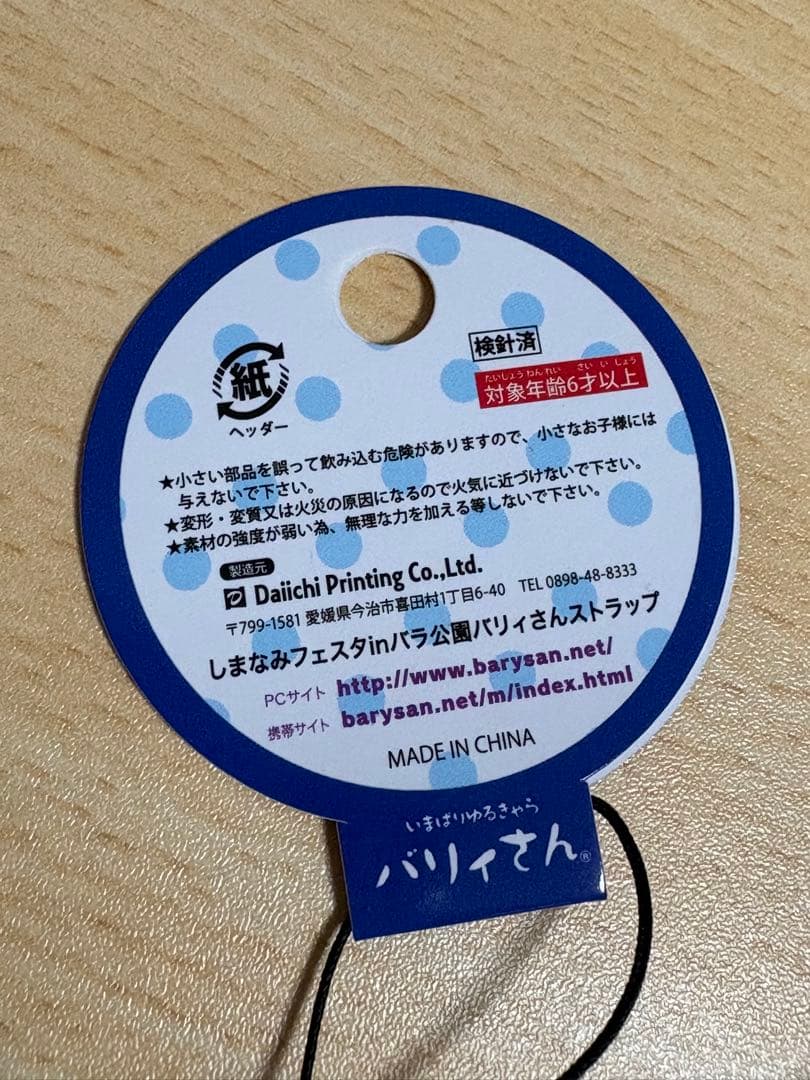 検針済
たいしょうねんれい さいいじょう
対象年齢6才以上
紙
ヘッダー
★小さい部品を誤って飲み込む危険がありますので、小さなお子様には
与えないで下さい。
★変形・変質又は火災の原因になるので火気に近づけないで下さい。
★素材の強度が弱い為、無理な力を加える等しないで下さい。
製造元
Daiichi Printing Co.,Ltd.
〒799-1581 愛媛県今治市喜田村1丁目6-40 TEL 0898-48-8333
しまなみフェスタinバラ公園バリィさんストラップ
PCサイト http://www.barysan.net/
携帯サイト barysan.net/m/index.html
MADE IN CHINA
いまばりゆるきゃら
バリィさん®